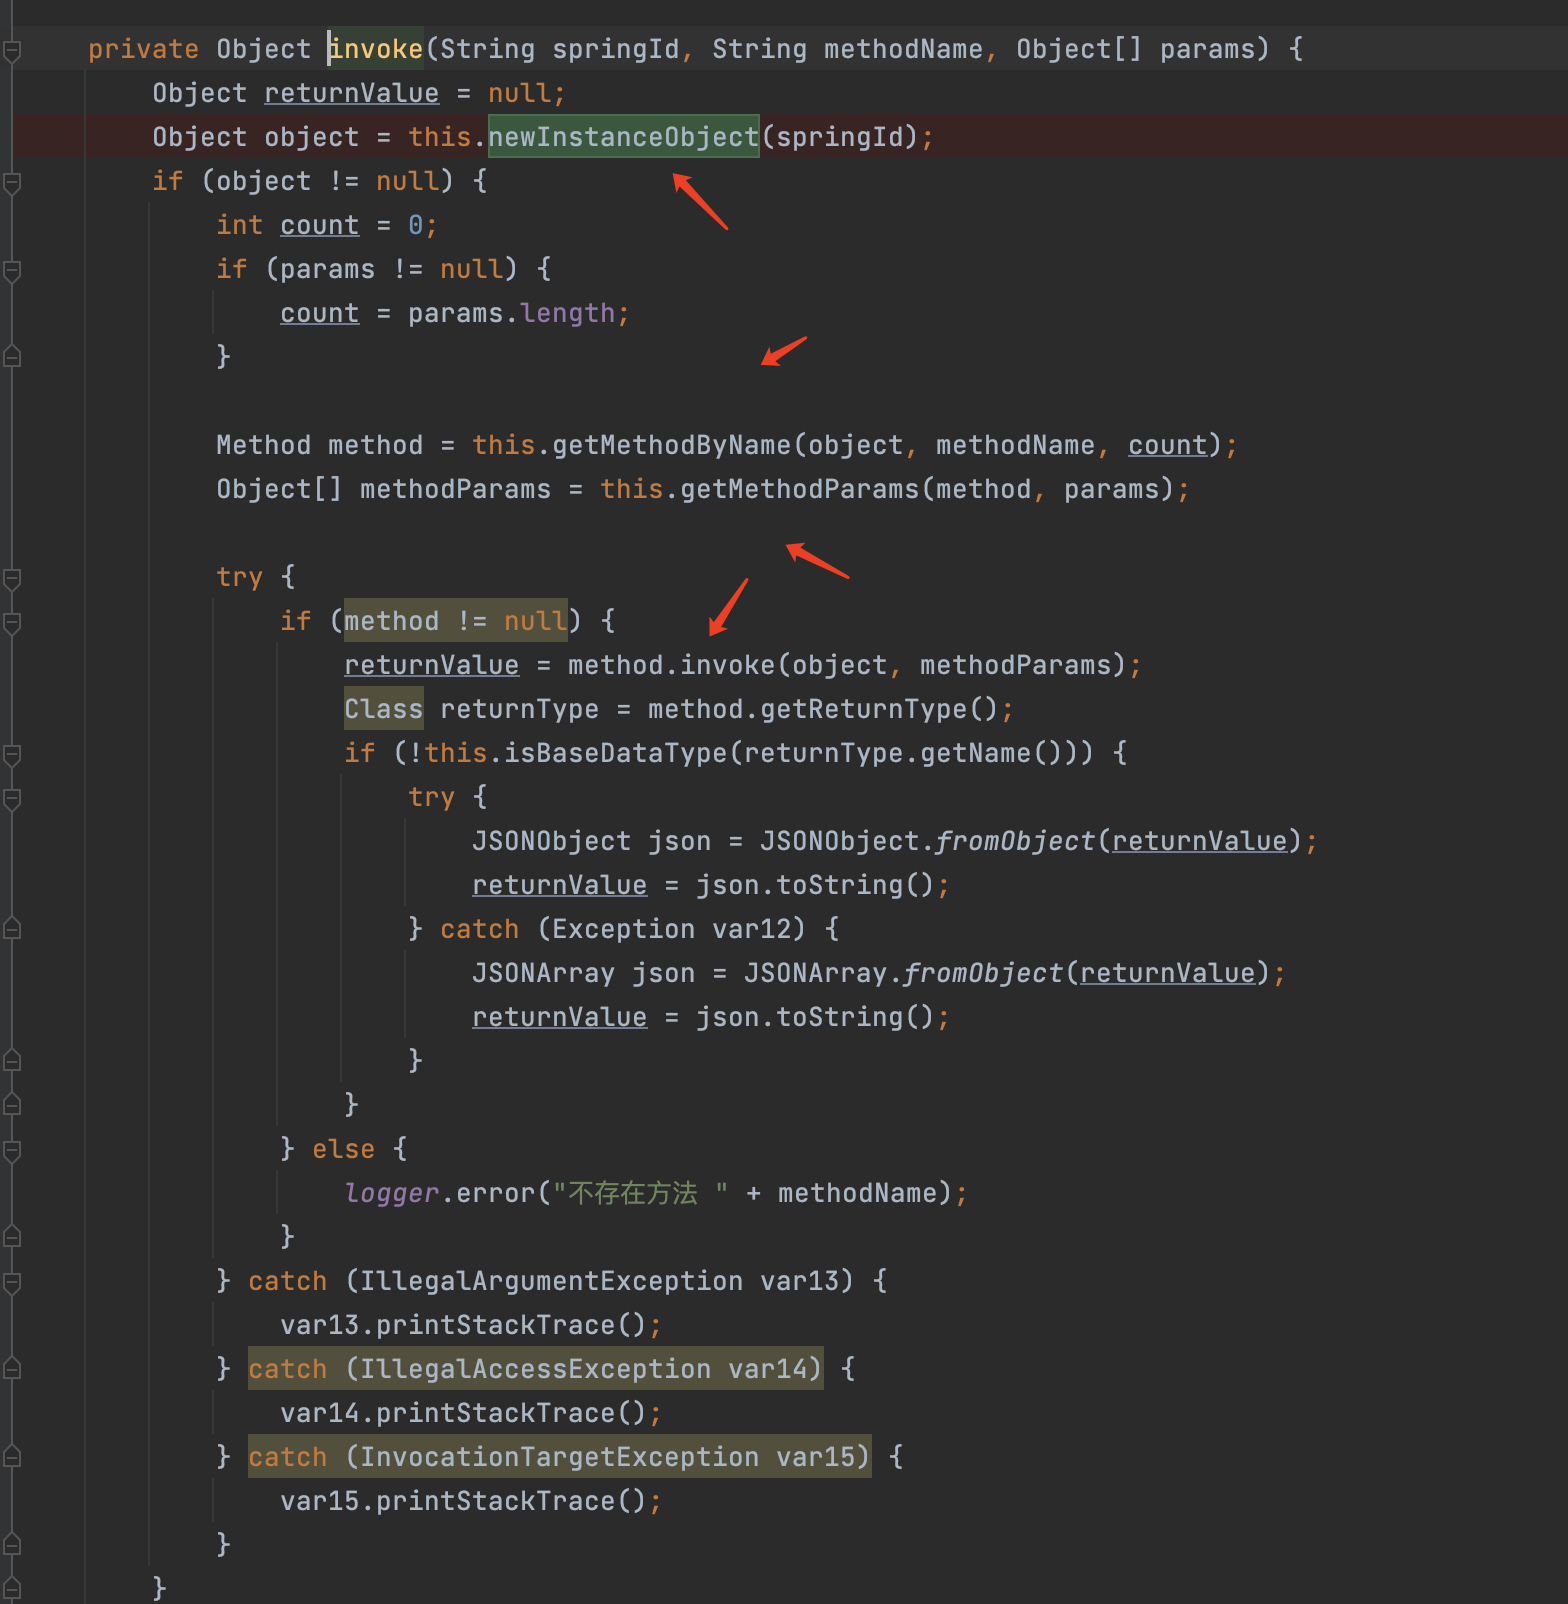 private Object invoke(String springId, String methodName, Object[] params) {
Object returnValue = null;
Object object = this.newInstanceObject(springId);
if (object != null) {
int count = 0;
if (params != null) {
count = params.length;
}
Method method = this.getMethodByName(object, methodName, count);
Object[] methodParams = this.getMethodParams(method, params);
try {
if (method != null) {
returnValue = method.invoke(object, methodParams);
Class returnType = method.getReturnType();
if (!this.isBaseDataType(returnType.getName())) {
try {
JSONObject json = JSONObject.fromObject(returnValue);
returnValue = json.toString();
} catch (Exception var12) {
JSONArray json = JSONArray.fromObject(returnValue);
returnValue = json.toString();
}
}
} else {
logger.error("不存在方法 " + methodName);
}
} catch (IllegalArgumentException var13) {
var13.printStackTrace();
} catch (IllegalAccessException var14) {
var14.printStackTrace();
} catch (InvocationTargetException var15) {
var15.printStackTrace();
}
}